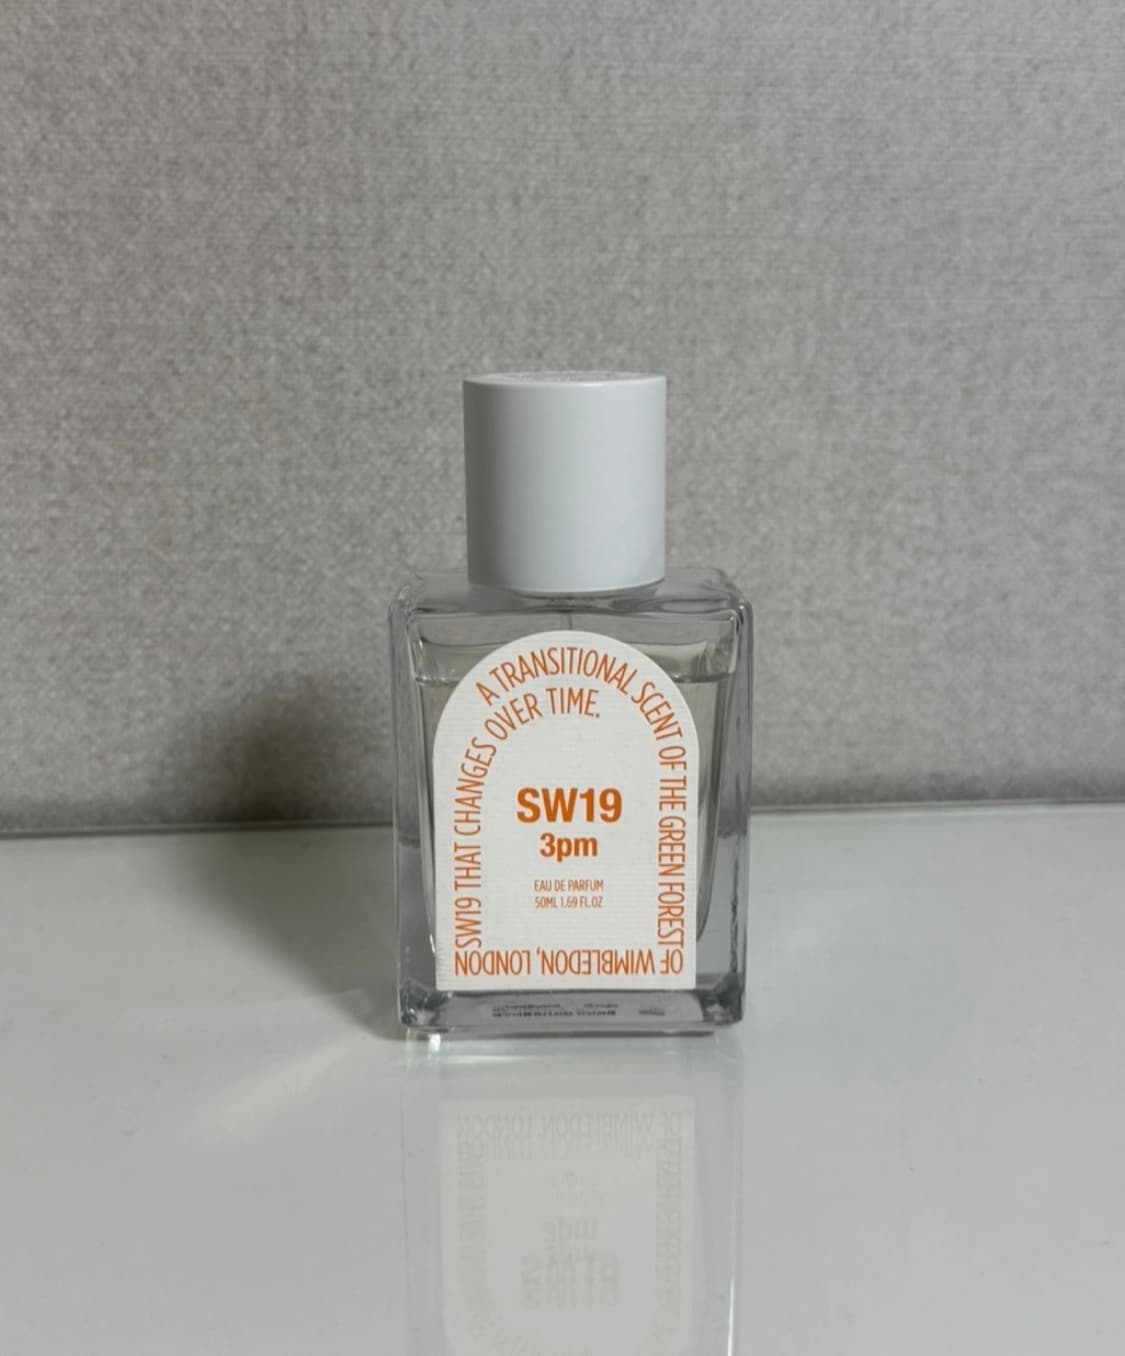 A TRANSITIONAL SCENT OF THE GREEN FOREST
OF WIMBLEDON, LONDON
SW19 THAT CHANGES OVER TIME.
SW19
3pm
EAU DE PARFUM
50ML 1.69 FL.OZ